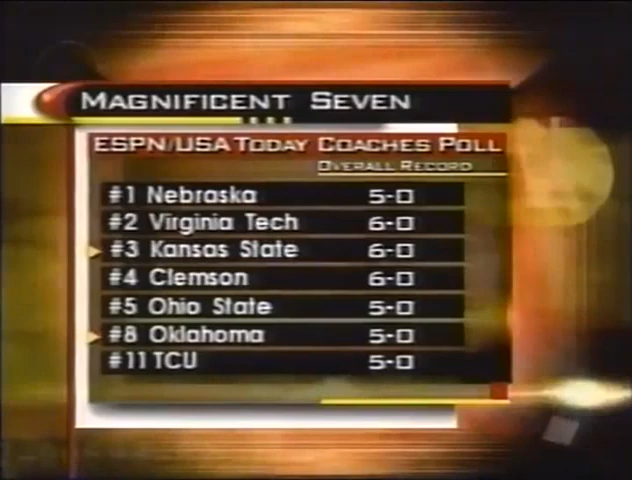 MAGNIFICENT SEVEN
ESPN/USA TODAY COACHES POLL
OVERALL RECORD
#1 Nebraska 5-0
#2 Virginia Tech 6-0
#3 Kansas State 6-0
#4 Clemson 6-0
#5 Ohio State 5-0
#8 Oklahoma 5-0
#11 TCU 5-0